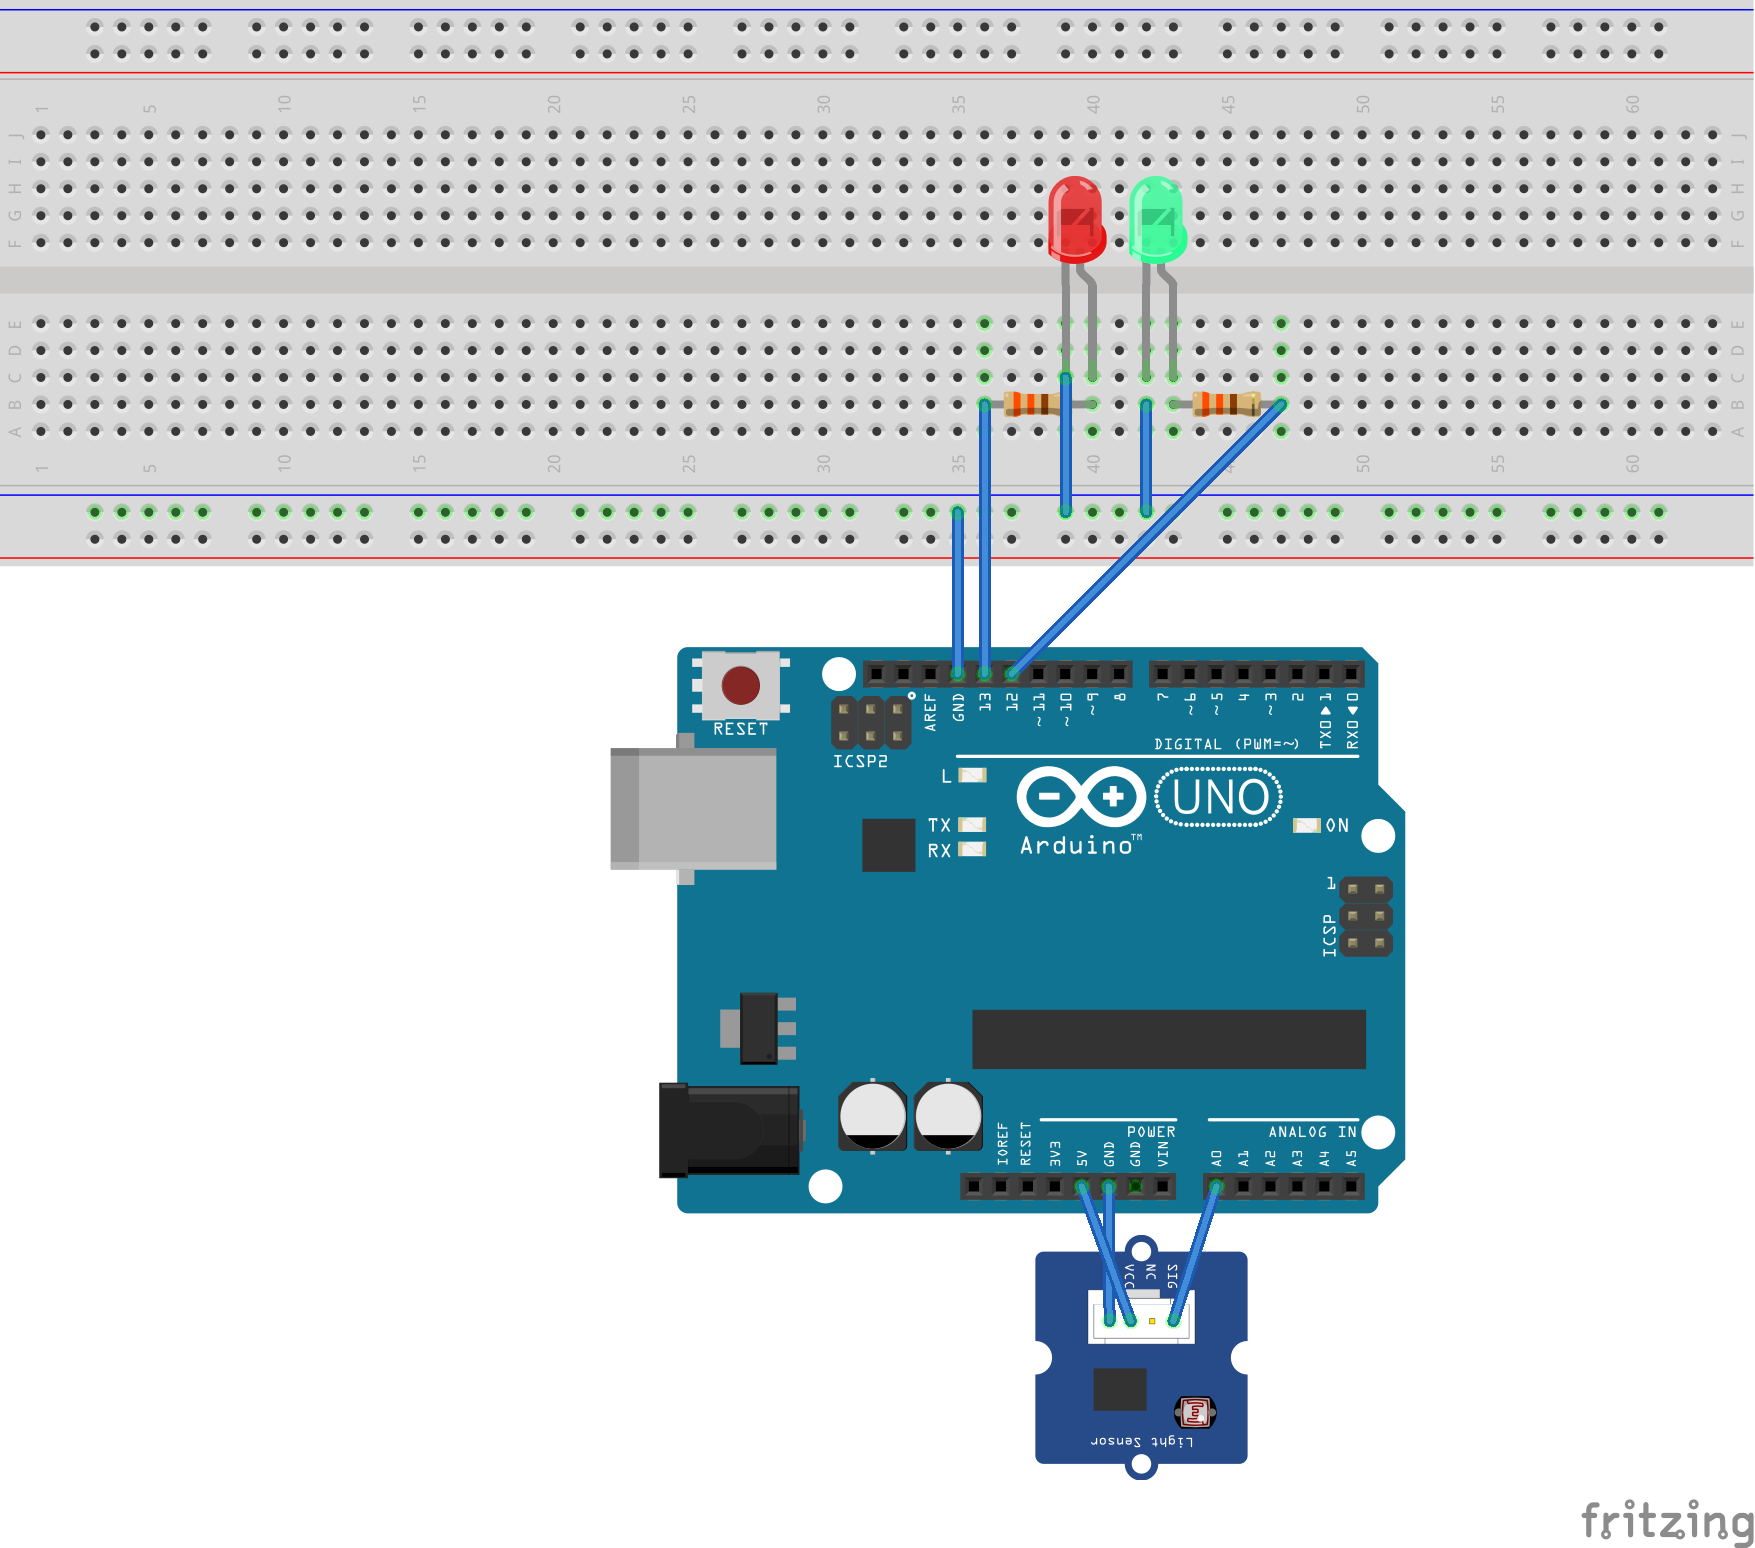 1 5 10 15 20 25 30 35 40 45 50 55 60
J J
I I
H H
G G
F F
E E
D D
C C
B B
A A
1 5 10 15 20 25 30 35 40 45 50 55 60
RESET
ICSP2
AREF
GND
13
12
~11
~10
~9
8
7
~6
~5
4
~3
2
TX0▶1
RX0◀0
DIGITAL (PWM=~)
L
TX
RX
UNO
Arduino™
ON
1
ICSP
POWER
ANALOG IN
IOREF
RESET
3V3
5V
GND
GND
VIN
A0
A1
A2
A3
A4
A5
VCC
NC
SIG
Light Sensor
fritzing